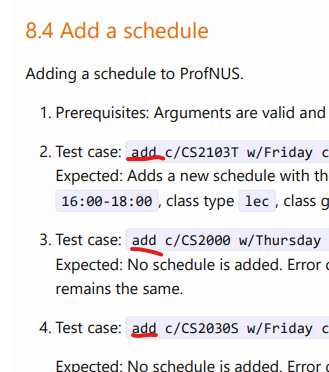 8.4 Add a schedule
Adding a schedule to ProfNUS.
1. Prerequisites: Arguments are valid and
2. Test case: add c/CS2103T w/Friday c
Expected: Adds a new schedule with th
16:00-18:00 , class type lec , class g
3. Test case: add c/CS2000 w/Thursday
Expected: No schedule is added. Error d
remains the same.
4. Test case: add c/CS2030S w/Friday c
Expected: No schedule is added. Error d